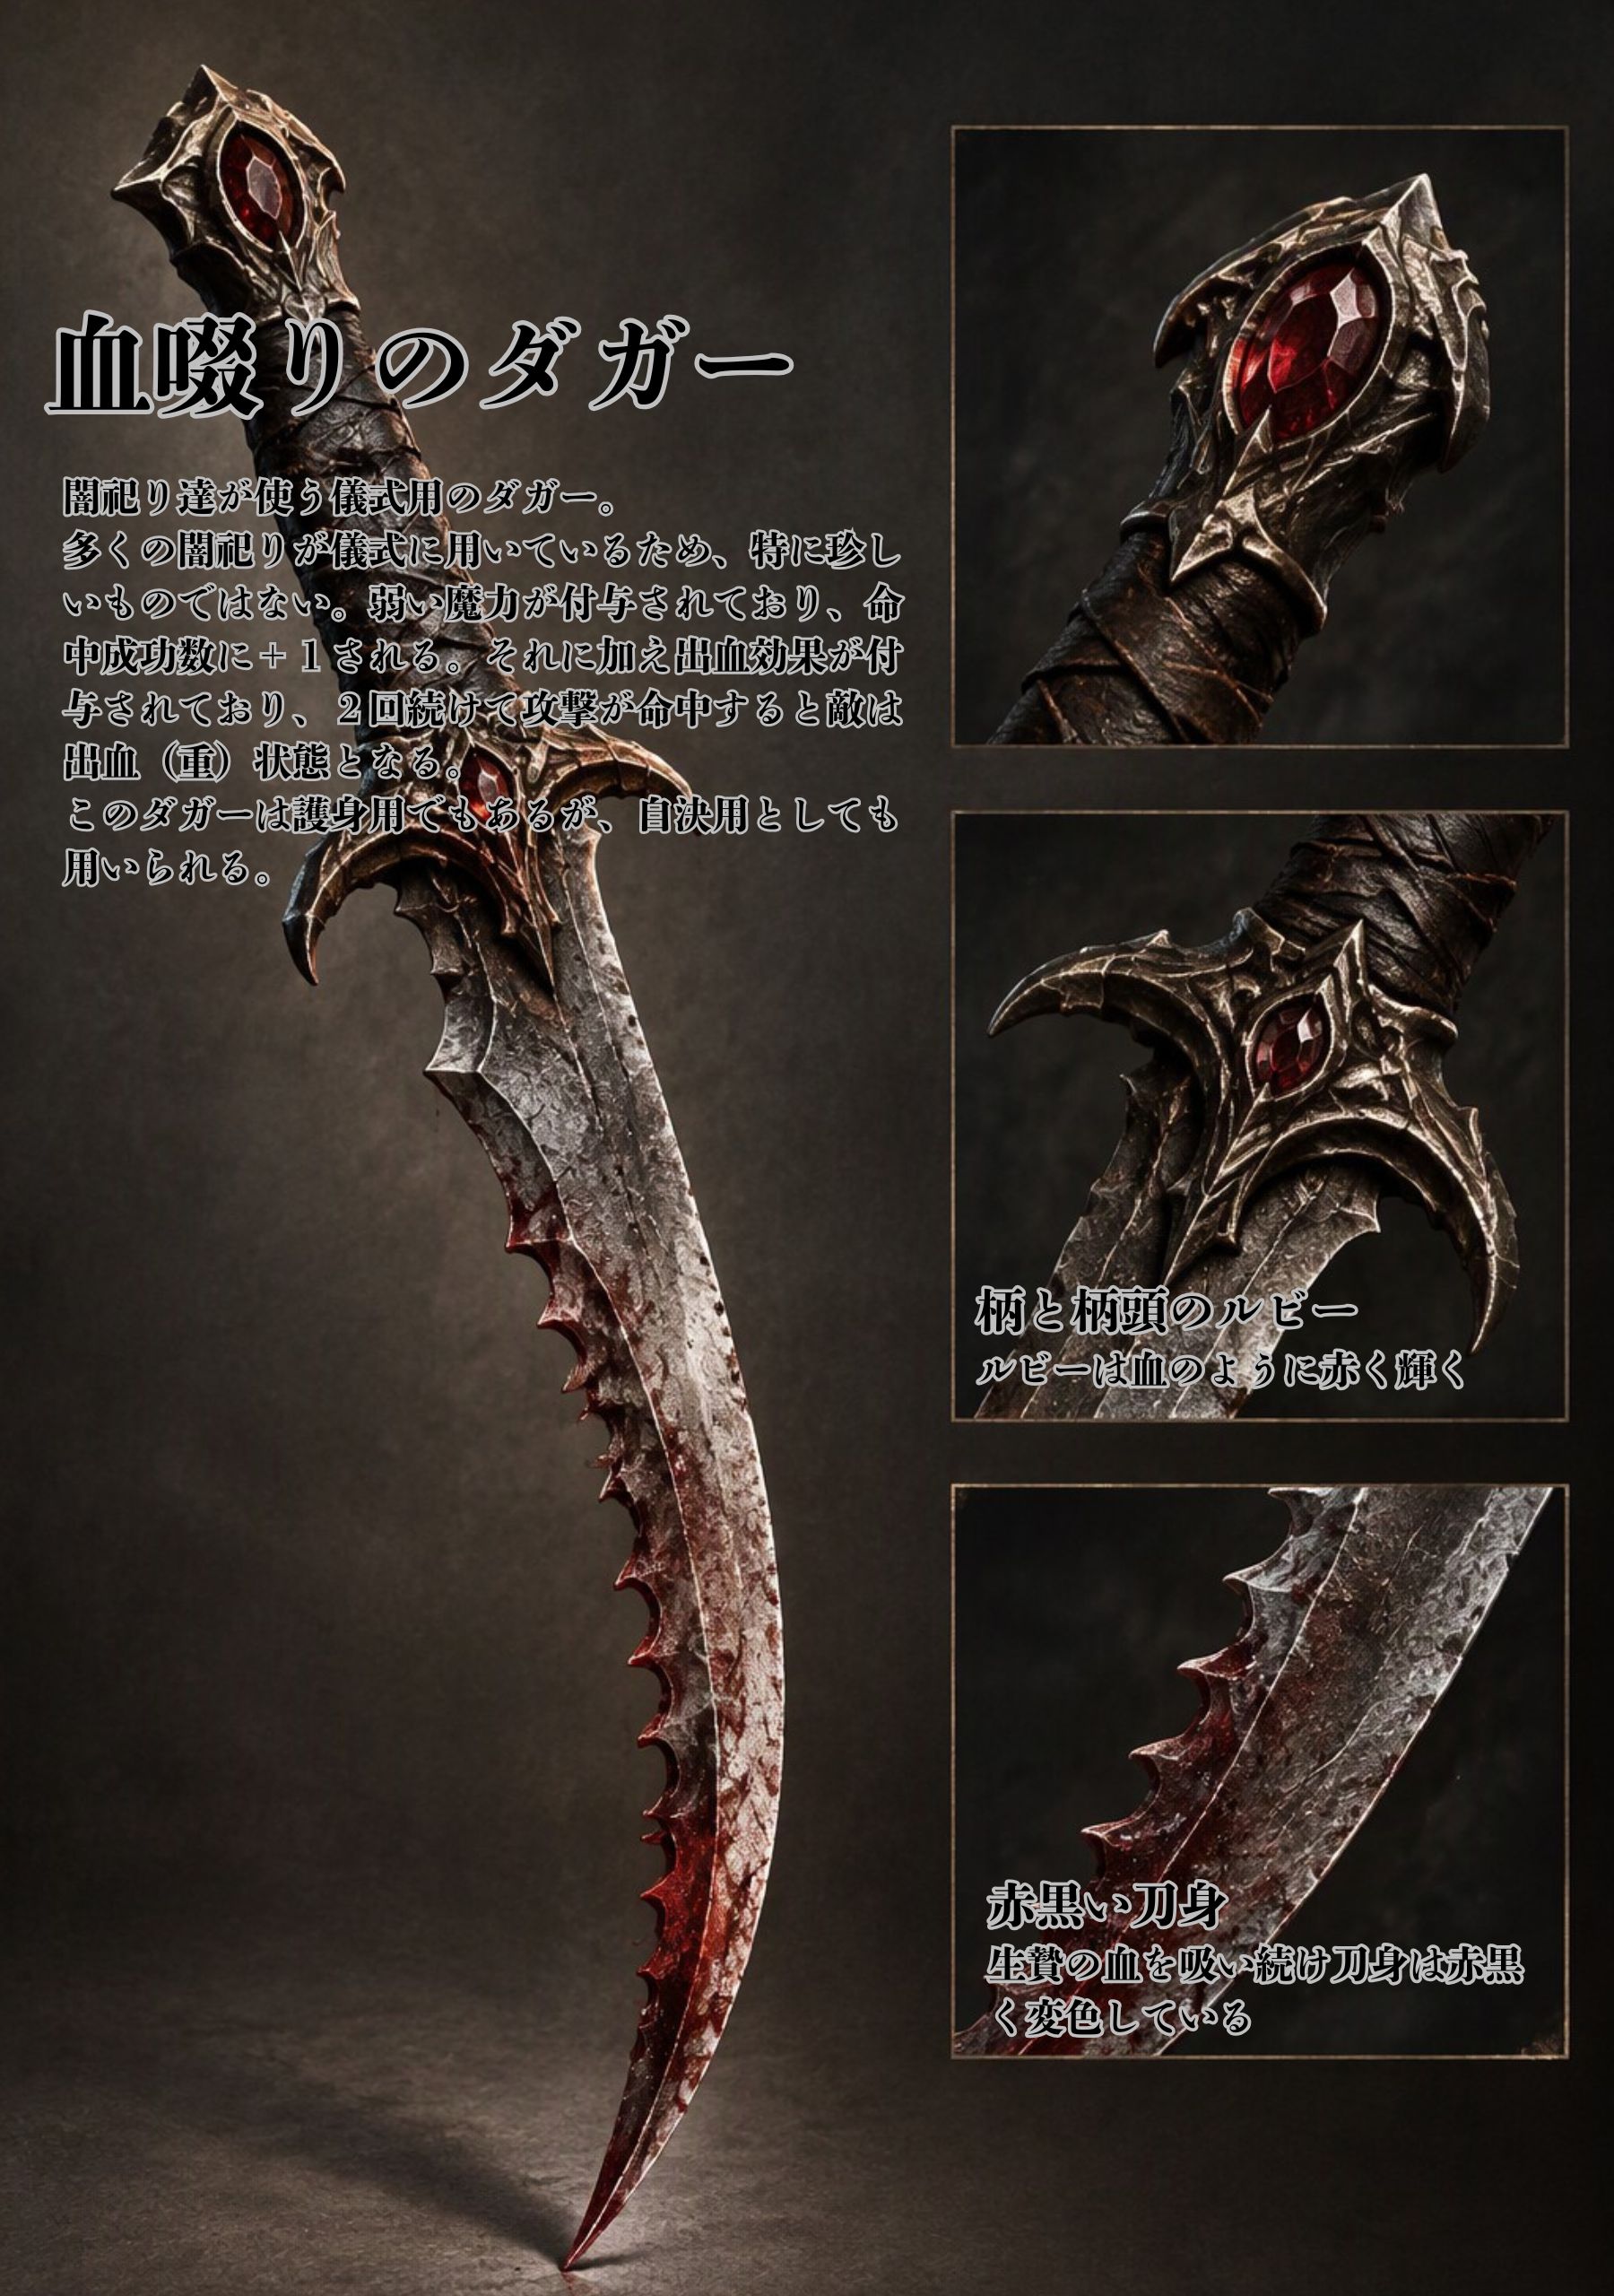 血啜りのダガー
闇祀り達が使う儀式用のダガー。
多くの闇祀りが儀式に用いているため、特に珍し
いものではない。弱い魔力が付与されており、命
中成功数に＋１される。それに加え出血効果が付
与されており、２回続けて攻撃が命中すると敵は
出血（重）状態となる。
このダガーは護身用でもあるが、自決用としても
用いられる。
柄と柄頭のルビー
ルビーは血のように赤く輝く
赤黒い刀身
生贄の血を吸い続け刀身は赤黒
く変色している